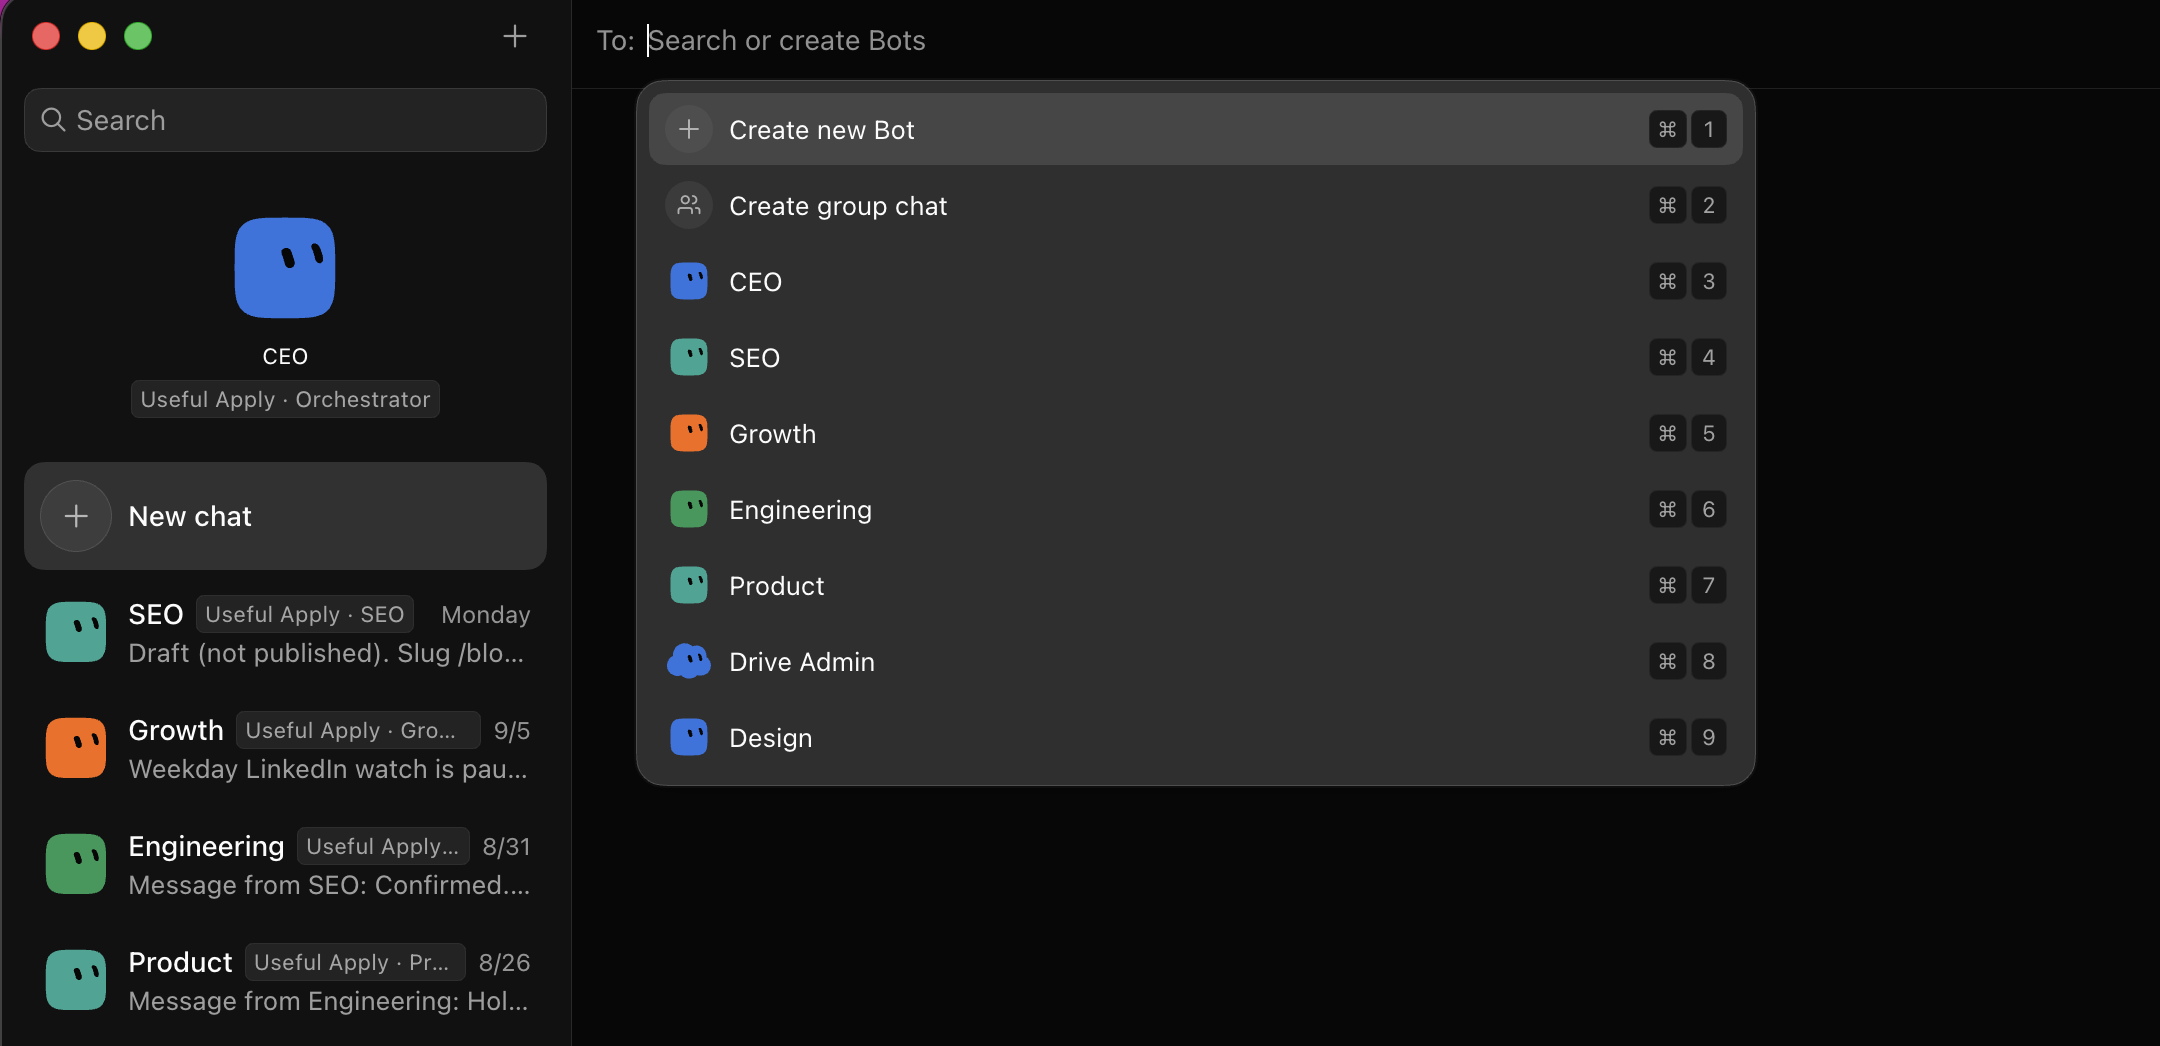 Search
CEO
Useful Apply · Orchestrator
New chat
SEO Useful Apply · SEO Monday
Draft (not published). Slug /blo...
Growth Useful Apply · Gro... 9/5
Weekday LinkedIn watch is pau...
Engineering Useful Apply... 8/31
Message from SEO: Confirmed....
Product Useful Apply · Pr... 8/26
Message from Engineering: Hol...
To: Search or create Bots
Create new Bot ⌘ 1
Create group chat ⌘ 2
CEO ⌘ 3
SEO ⌘ 4
Growth ⌘ 5
Engineering ⌘ 6
Product ⌘ 7
Drive Admin ⌘ 8
Design ⌘ 9